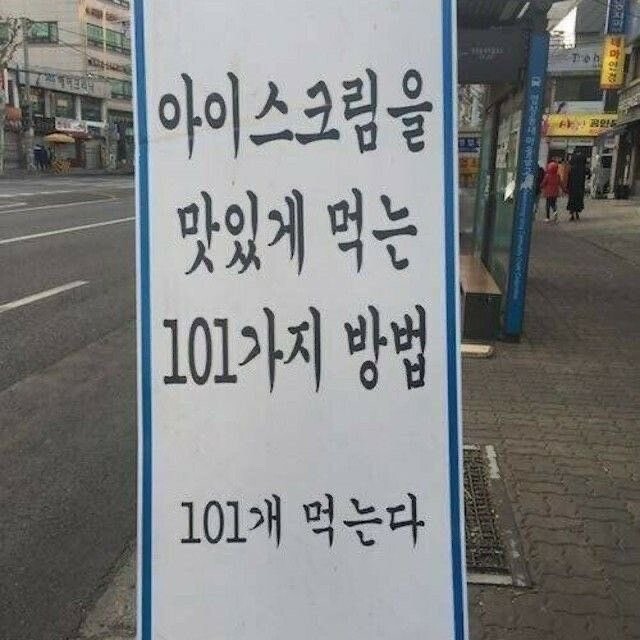 아이스크림을
맛있게 먹는
101가지 방법
101개 먹는다